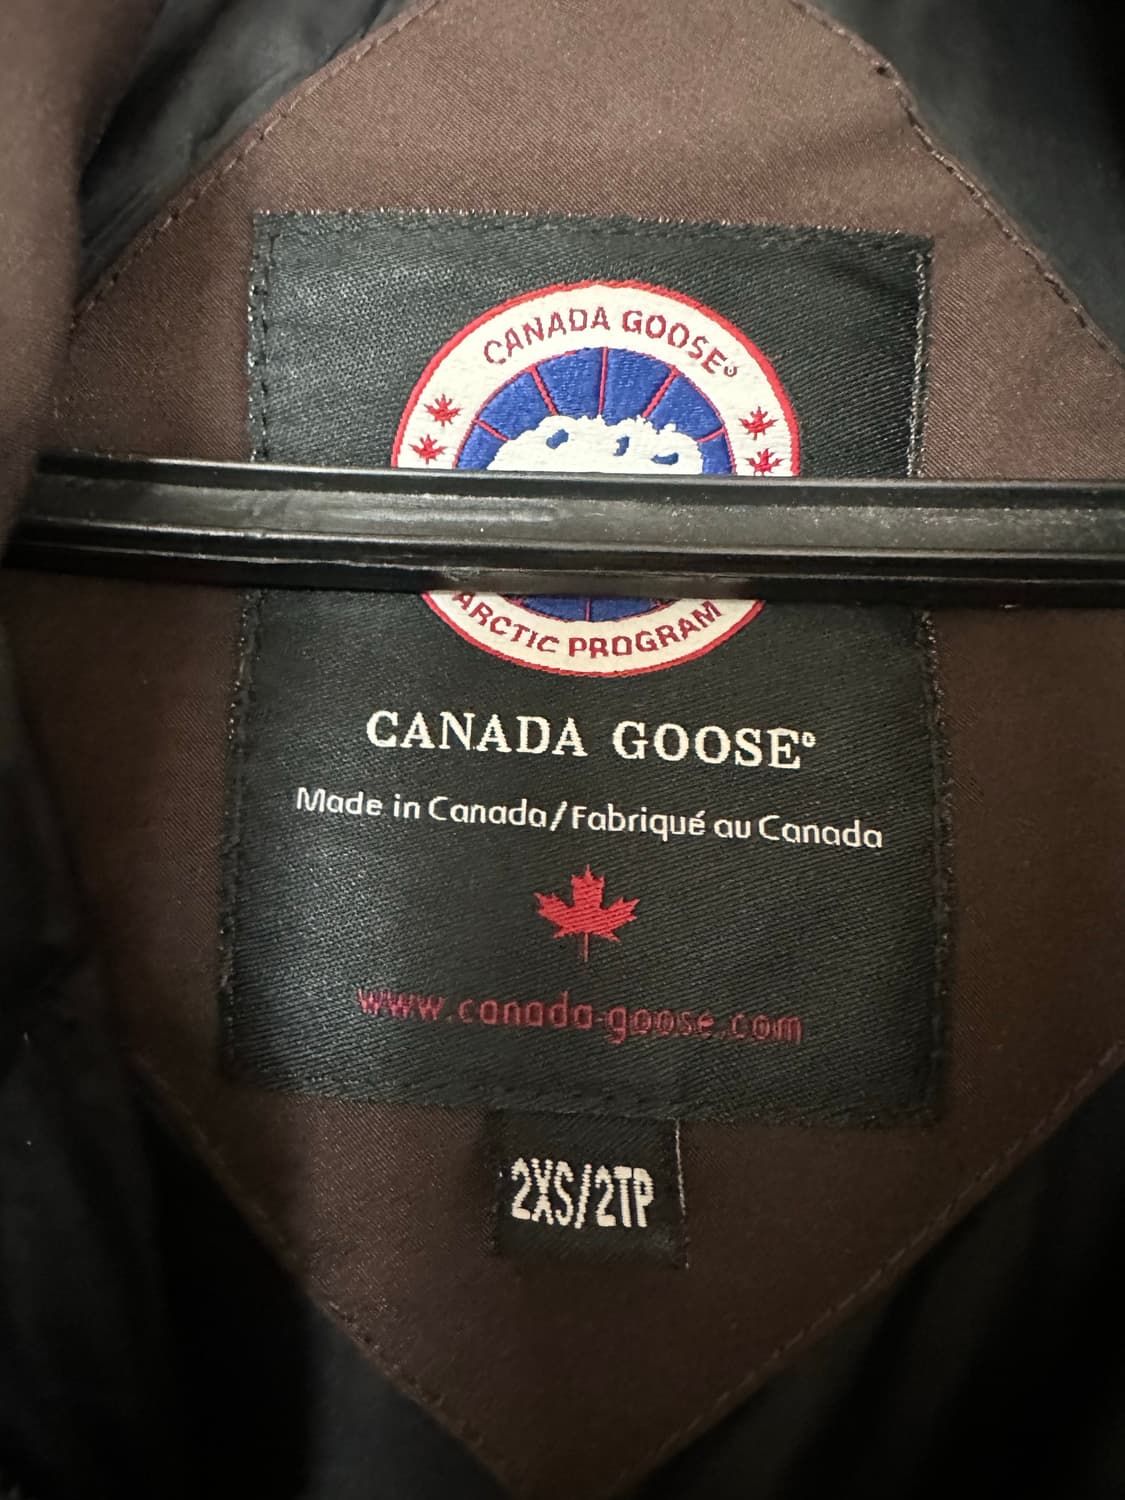 CANADA GOOSE®
ARCTIC PROGRAM
CANADA GOOSE®
Made in Canada/Fabriqué au Canada
www.canada-goose.com
2XS/2TP